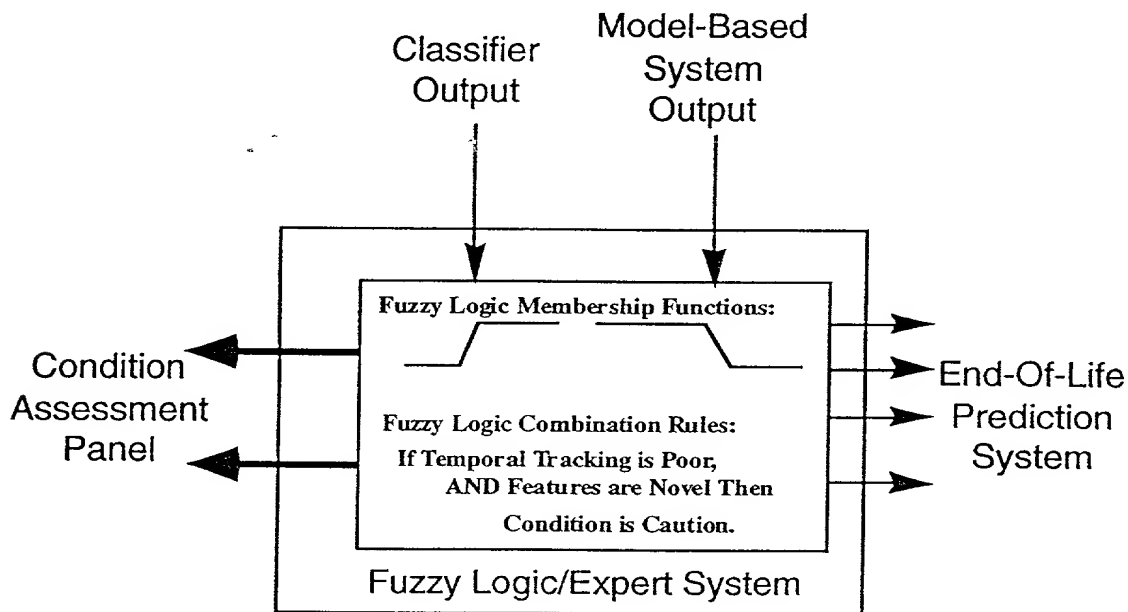 Classifier
Output
Model-Based
System
Output
Fuzzy Logic Membership Functions:
Condition
Assessment
Panel
End-Of-Life
Prediction
System
Fuzzy Logic Combination Rules:
If Temporal Tracking is Poor,
AND Features are Novel Then
Condition is Caution.
Fuzzy Logic/Expert System